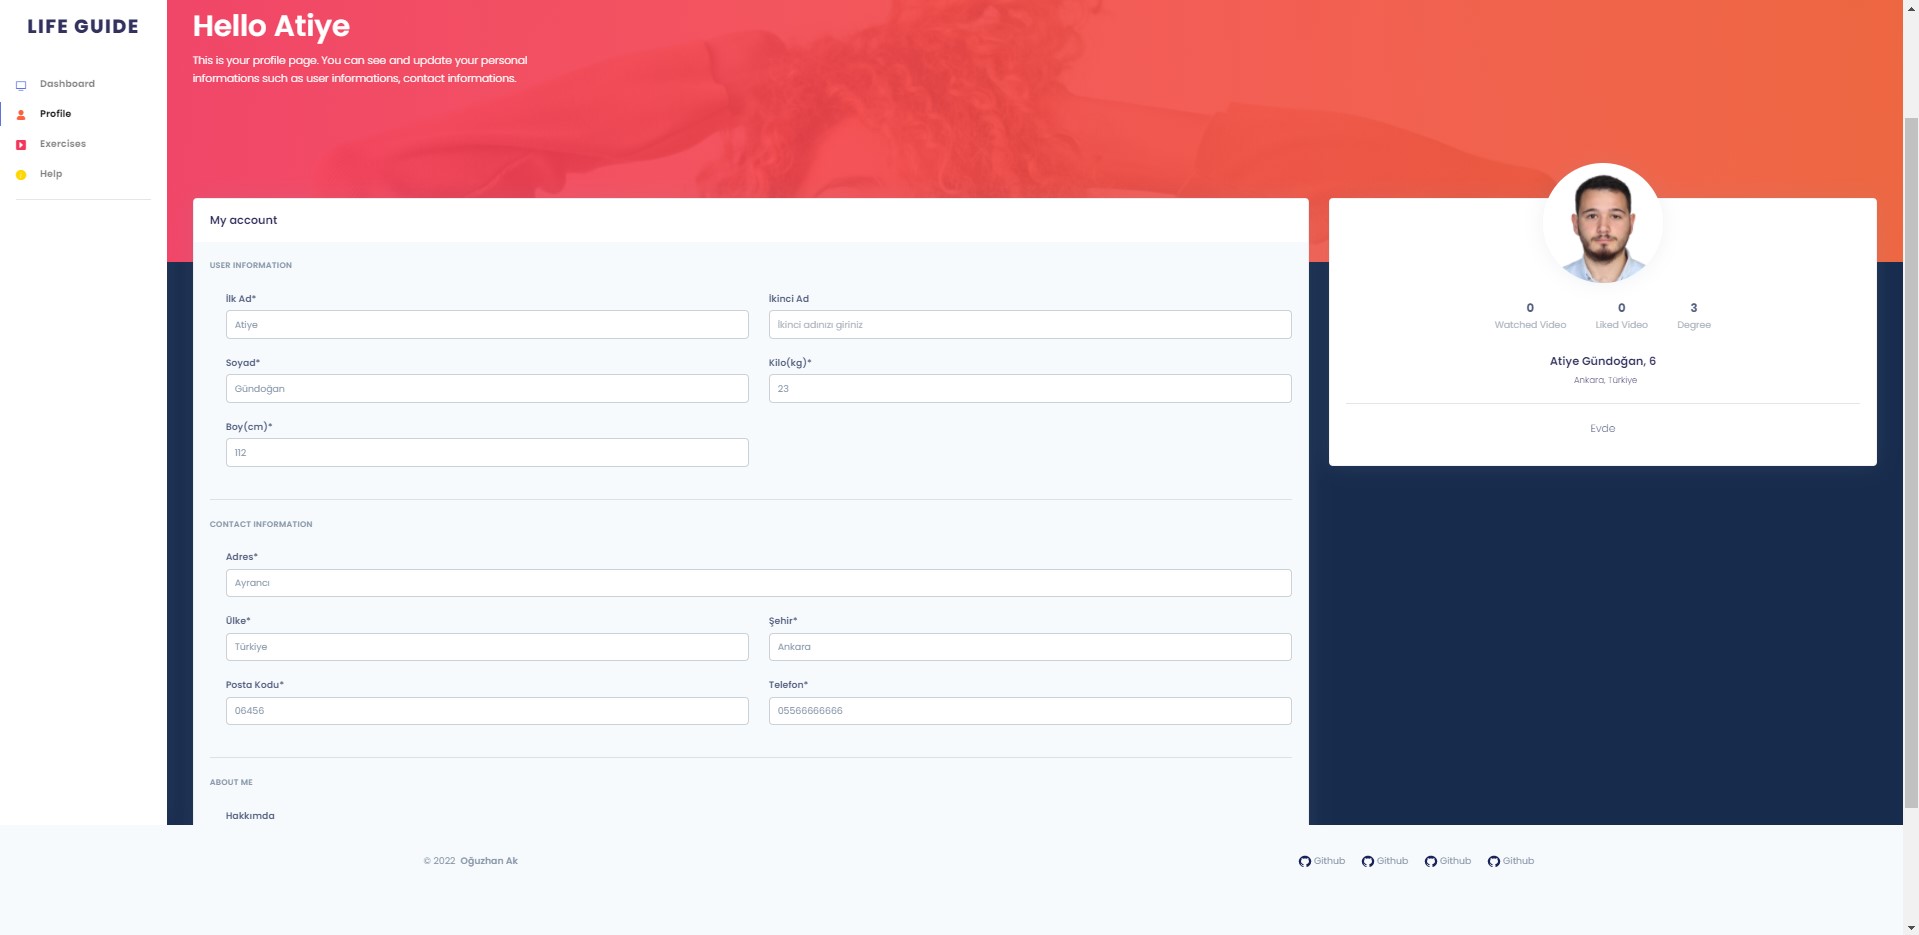 LIFE GUIDE
Dashboard
Profile
Exercises
Help
Hello Atiye
This is your profile page. You can see and update your personal
informations such as user informations, contact informations.
My account
USER INFORMATION
İlk Ad*
İkinci Ad
Atiye
İkinci adınızı giriniz
Soyad*
Kilo(kg)*
Gündoğan
23
Boy(cm)*
112
CONTACT INFORMATION
Adres*
Ayrancı
Ülke*
Şehir*
Türkiye
Ankara
Posta Kodu*
Telefon*
06456
05566666666
ABOUT ME
Hakkımda
0
0
3
Watched Video
Liked Video
Degree
Atiye Gündoğan, 6
Ankara, Türkiye
Evde
© 2022 Oğuzhan Ak
Github
Github
Github
Github